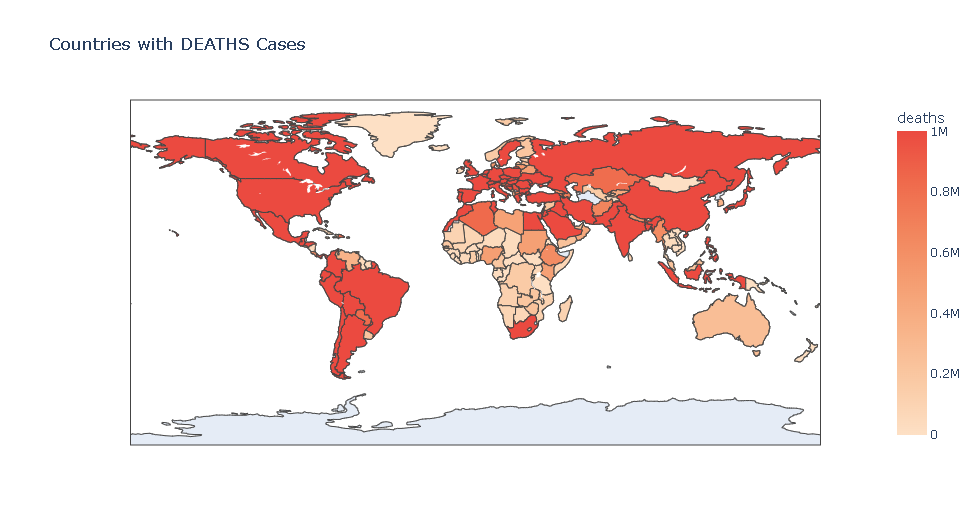 Countries with DEATHS Cases
deaths
1M
0.8M
0.6M
0.4M
0.2M
0